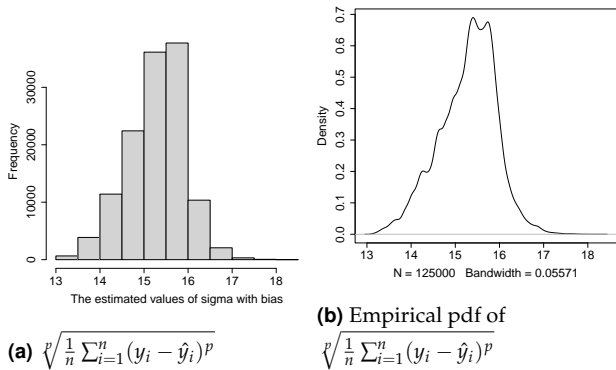 Frequency
0 10000 30000
13 14 15 16 17 18
The estimated values of sigma with bias
(a) \sqrt[p]{\frac{1}{n} \sum_{i=1}^{n} (y_i - \hat{y}_i)^p}
Density
0.0 0.1 0.2 0.3 0.4 0.5 0.6 0.7
13 14 15 16 17 18
N = 125000 Bandwidth = 0.05571
(b) Empirical pdf of
\sqrt[p]{\frac{1}{n} \sum_{i=1}^{n} (y_i - \hat{y}_i)^p}